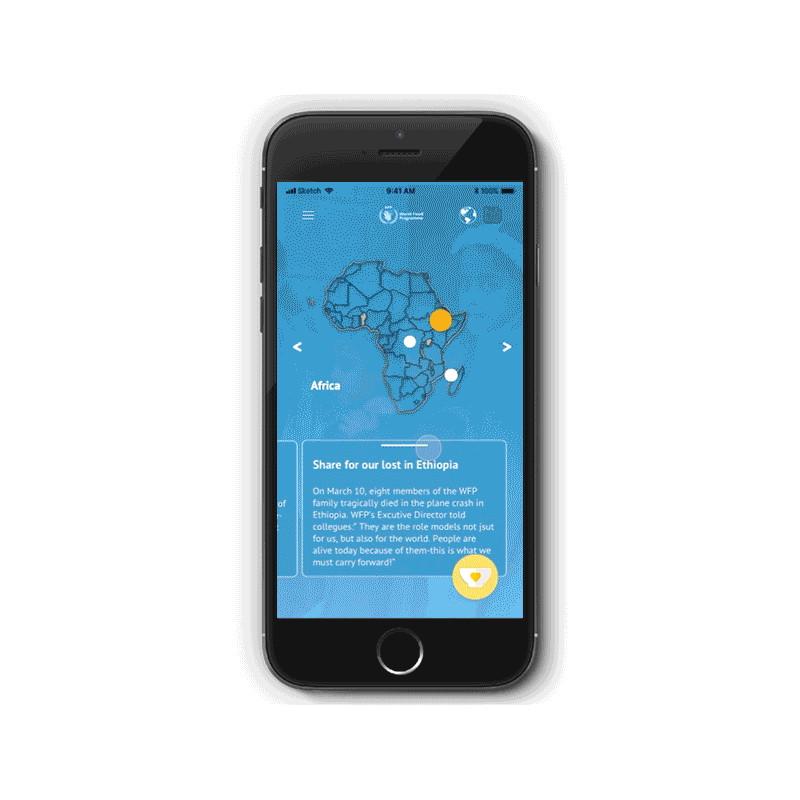 Sketch 9:41 AM 100%
WFP
World Food
Programme
<
>
Africa
Share for our lost in Ethiopia
On March 10, eight members of the WFP
of family tragically died in the plane crash in
Ethiopia. WFP's Excutive Director told
collegues:" They are the role models not jsut
for us, but also for the world. People are
alive today because of them-this is what we
must carry forward!"